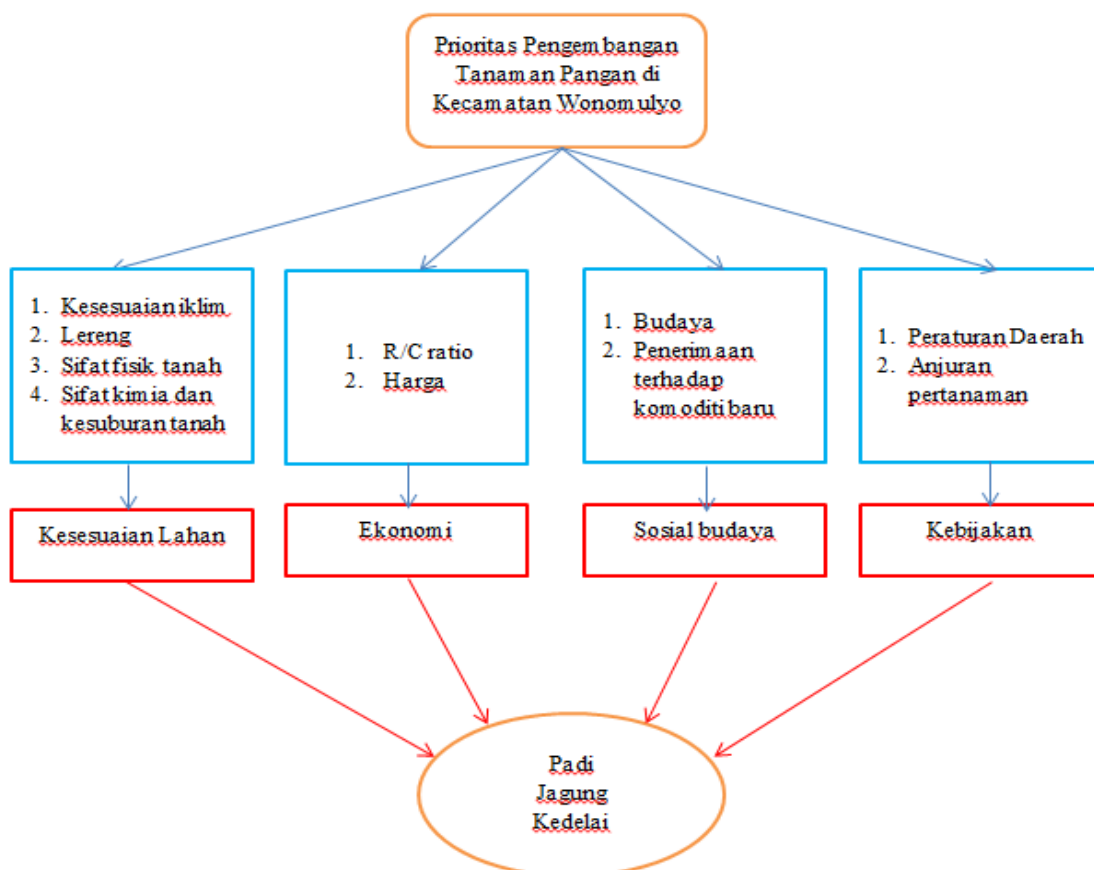 Prioritas Pengembangan
Tanaman Pangan di
Kecamatan Wonomulyo
1. Kesesuaian iklim
2. Lereng
3. Sifat fisik tanah
4. Sifat kimia dan
kesuburan tanah
1. R/C ratio
2. Harga
1. Budaya
2. Penerimaan
terhadap
komoditi baru
1. Peraturan Daerah
2. Anjuran
pertanaman
Kesesuaian Lahan
Ekonomi
Sosial budaya
Kebijakan
Padi
Jagung
Kedelai